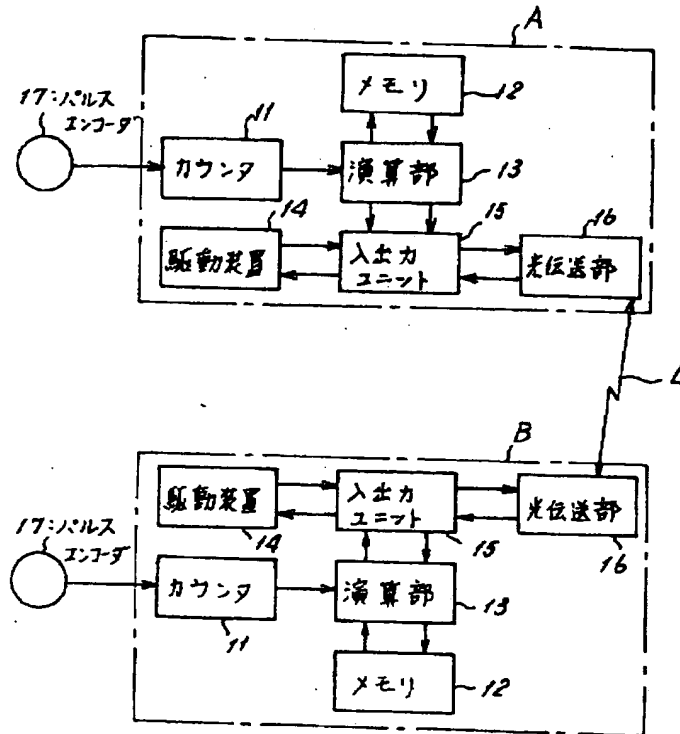 A
17:パルス
エンコーダ
11
カウンタ
メモリ
12
演算部
13
14
駆動装置
15
入出力
ユニット
16
光伝送部
L
B
駆動装置
14
入出力
ユニット
15
光伝送部
16
17:パルス
エンコーダ
カウンタ
11
演算部
13
メモリ
12